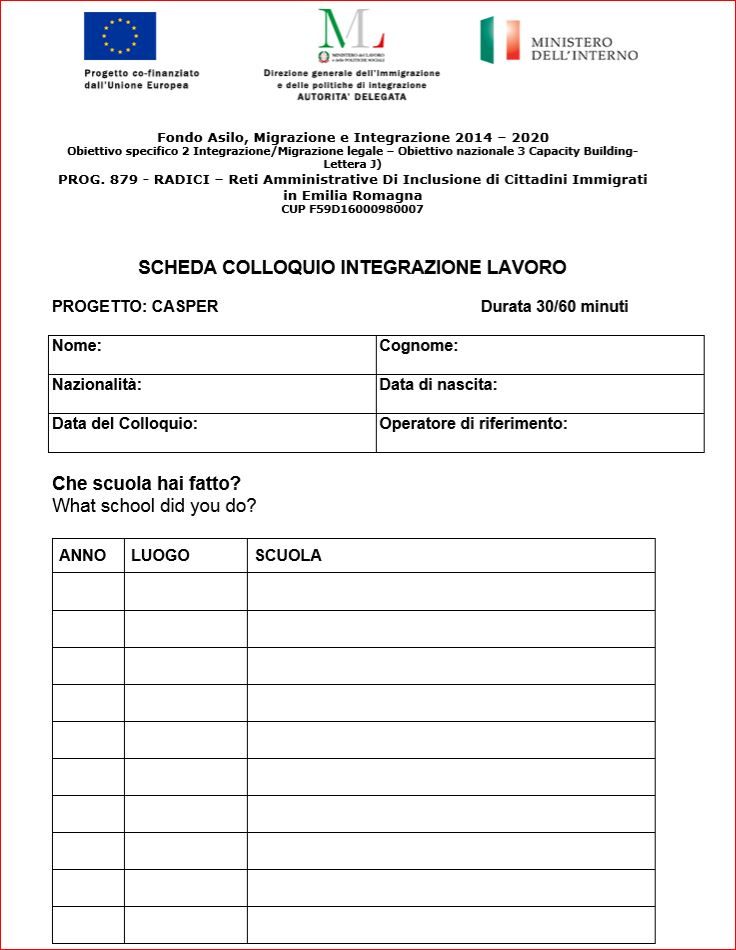 Progetto co-finanziato
dall'Unione Europea
ML
MINISTERO del LAVORO
e delle POLITICHE SOCIALI
Direzione generale dell'Immigrazione
e delle politiche di integrazione
AUTORITA' DELEGATA
MINISTERO
DELL'INTERNO
Fondo Asilo, Migrazione e Integrazione 2014 – 2020
Obiettivo specifico 2 Integrazione/Migrazione legale – Obiettivo nazionale 3 Capacity Building-
Lettera J)
PROG. 879 - RADICI – Reti Amministrative Di Inclusione di Cittadini Immigrati
in Emilia Romagna
CUP F59D16000980007
SCHEDA COLLOQUIO INTEGRAZIONE LAVORO
PROGETTO: CASPER Durata 30/60 minuti
Nome: Cognome:
Nazionalità: Data di nascita:
Data del Colloquio: Operatore di riferimento:
Che scuola hai fatto?
What school did you do?
ANNO LUOGO SCUOLA